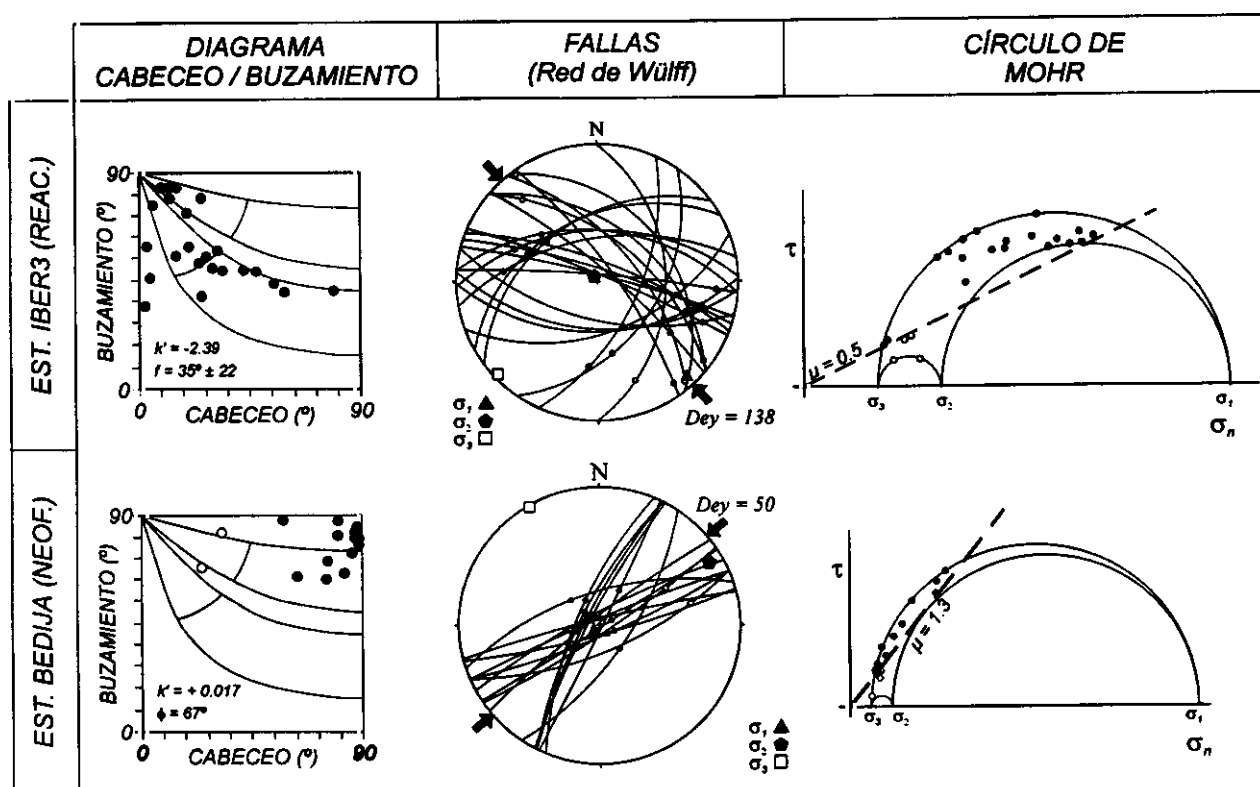 DIAGRAMA
CABECEO / BUZAMIENTO
FALLAS
(Red de Wülff)
CÍRCULO DE
MOHR
EST. IBER3 (REAC.)
BUZAMIENTO (º)
90
0
k' = -2.39
f = 35º ± 22
0
90
CABECEO (º)
N
σ₁ ▲
σ₂ ⬟
σ₃ □
Dey = 138
τ
μ = 0.5
σ₃
σ₂
σ₁
σₙ
EST. BEDIJA (NEOF.)
BUZAMIENTO (º)
90
0
k' = + 0.017
ϕ = 67º
0
90
CABECEO (º)
N
Dey = 50
σ₁ ▲
σ₂ ⬟
σ₃ □
τ
μ = 1.3
σ₃
σ₂
σ₁
σₙ